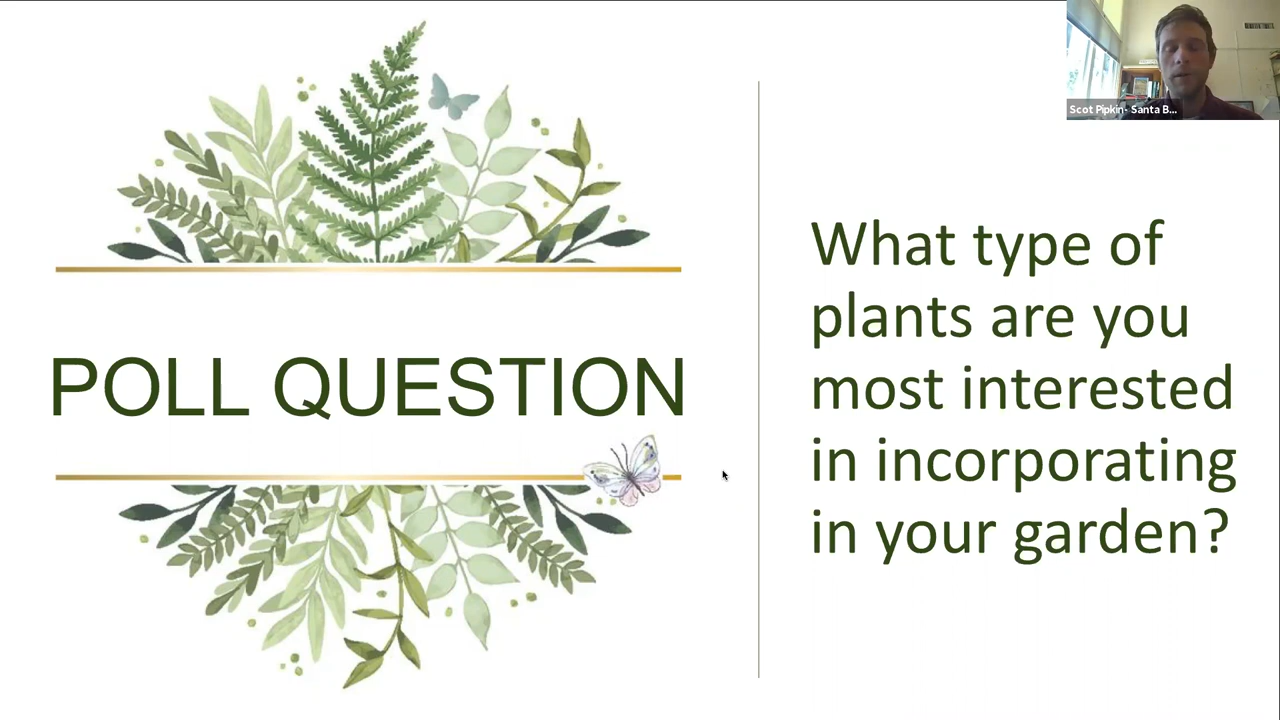 Scot Pipkin- Santa B...
POLL QUESTION
What type of
plants are you
most interested
in incorporating
in your garden?